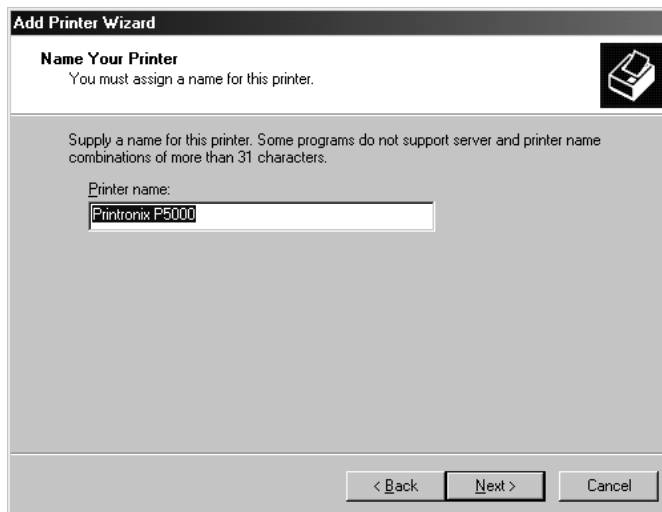 Add Printer Wizard
Name Your Printer
You must assign a name for this printer.
Supply a name for this printer. Some programs do not support server and printer name
combinations of more than 31 characters.
Printer name:
Printronix P5000
< Back
Next >
Cancel